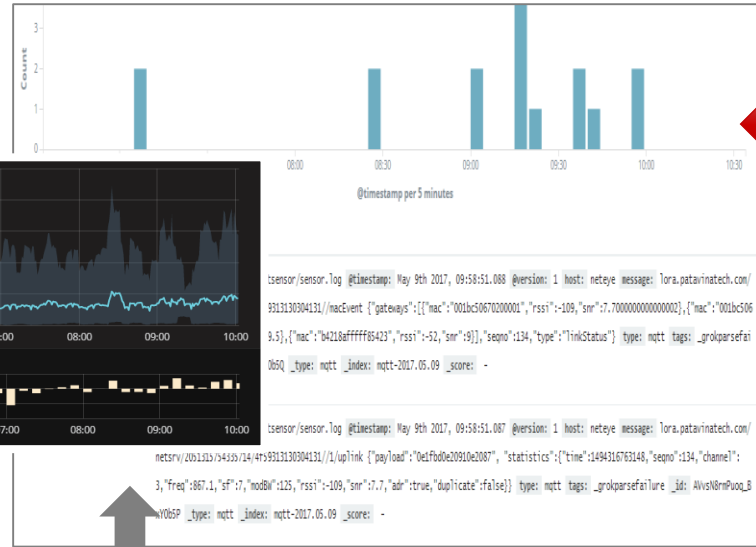 Count
3
2
1
0
08:00 08:30 09:00 09:30 10:00 10:30
@timestamp per 5 minutes
:00 08:00 09:00 10:00
7:00 08:00 09:00 10:00
tsensor/sensor.log @timestamp: May 9th 2017, 09:58:51.088 @version: 1 host: neteye message: lora.patavinatech.com/
9313130304131//macEvent {"gateways":[{"mac":"001bc50670200001","rssi":-109,"snr":7.7000000000000002},{"mac":"001bc506
9.5},{"mac":"b4218affffff85423","rssi":-52,"snr":9}],"seqno":134,"type":"linkStatus"} type: mqtt tags: _grokparsefai
0b5Q _type: mqtt _index: mqtt-2017.05.09 _score: -
tsensor/sensor.log @timestamp: May 9th 2017, 09:58:51.087 @version: 1 host: neteye message: lora.patavinatech.com/
netsrv/2051315754335714/4f59313130304131//1/uplink {"payload":"0e1fbd0e20910e2087", "statistics":{"time":1494316763148,"seqno":134,"channel":
3,"freq":867.1,"sf":7,"modBW":125,"rssi":-109,"snr":7.7,"adr":true,"duplicate":false}} type: mqtt tags: _grokparsefailure _id: AVvsN8rmPuoq_B
xYOb5P _type: mqtt _index: mqtt-2017.05.09 _score: -